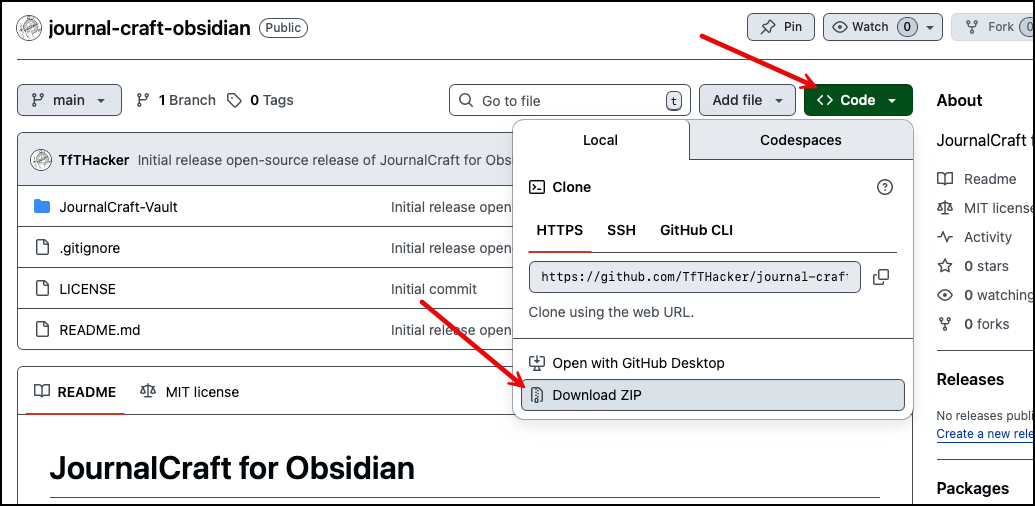 journal-craft-obsidian Public Pin Watch 0 Fork 0
main 1 Branch 0 Tags Go to file t Add file Code
TfTHacker Initial release open-source release of JournalCraft for Obs
JournalCraft-Vault Initial release open
.gitignore Initial release open
LICENSE Initial commit
README.md Initial release open
README MIT license
JournalCraft for Obsidian
Local Codespaces
Clone
HTTPS SSH GitHub CLI
https://github.com/TfTHacker/journal-craf
Clone using the web URL.
Open with GitHub Desktop
Download ZIP
About
JournalCraft
Readme
MIT license
Activity
0 stars
0 watching
0 forks
Releases
No releases publi
Create a new rele
Packages